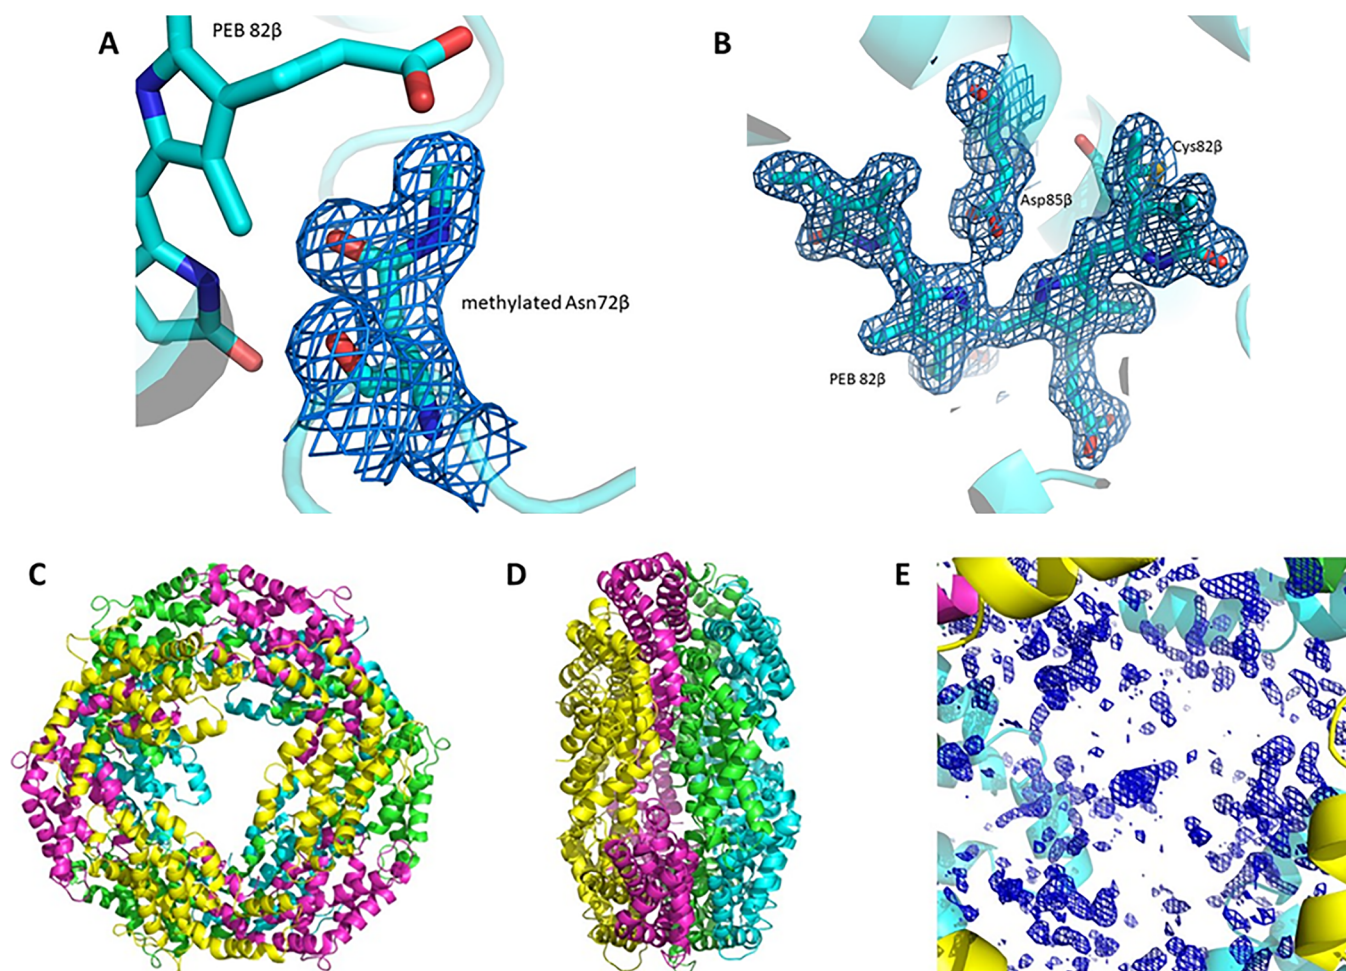 A
PEB 82β
methylated Asn72β
B
Cys82β
Asp85β
PEB 82β
C
D
E